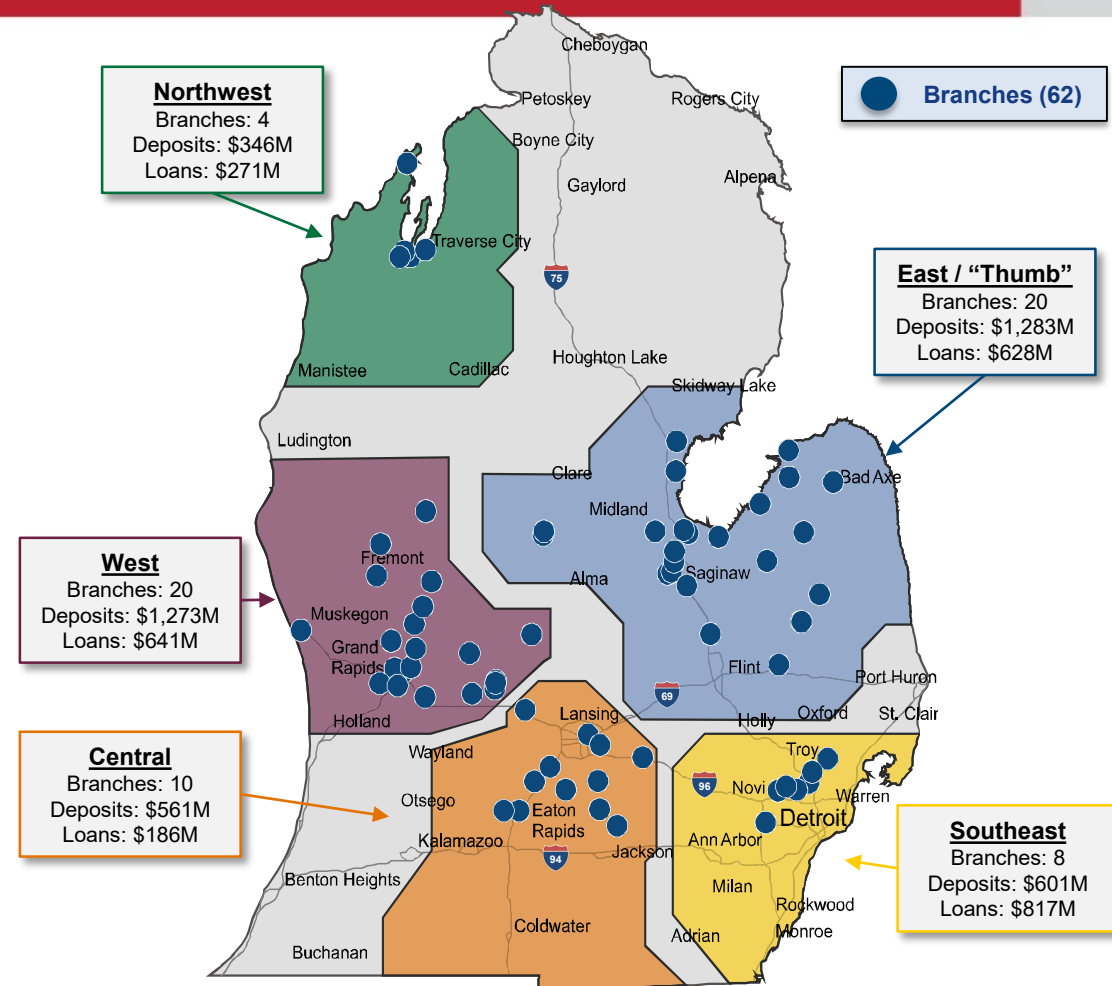 Cheboygan
Northwest
Branches: 4
Deposits: $346M
Loans: $271M
Petoskey
Rogers City
Branches (62)
Boyne City
Gaylord
Alpena
Traverse City
75
East / “Thumb”
Branches: 20
Deposits: $1,283M
Loans: $628M
Manistee
Cadillac
Houghton Lake
Skidway Lake
Ludington
Clare
Bad Axe
Midland
West
Branches: 20
Deposits: $1,273M
Loans: $641M
Fremont
Alma
Saginaw
Muskegon
Grand
Rapids
Flint
Port Huron
69
Holland
Lansing
Holly
Oxford
St. Clair
Central
Branches: 10
Deposits: $561M
Loans: $186M
Wayland
Troy
96
Novi
Warren
Otsego
Eaton
Rapids
Detroit
Kalamazoo
94
Jackson
Ann Arbor
Southeast
Branches: 8
Deposits: $601M
Loans: $817M
Benton Heights
Milan
Rockwood
Coldwater
Adrian
Monroe
Buchanan